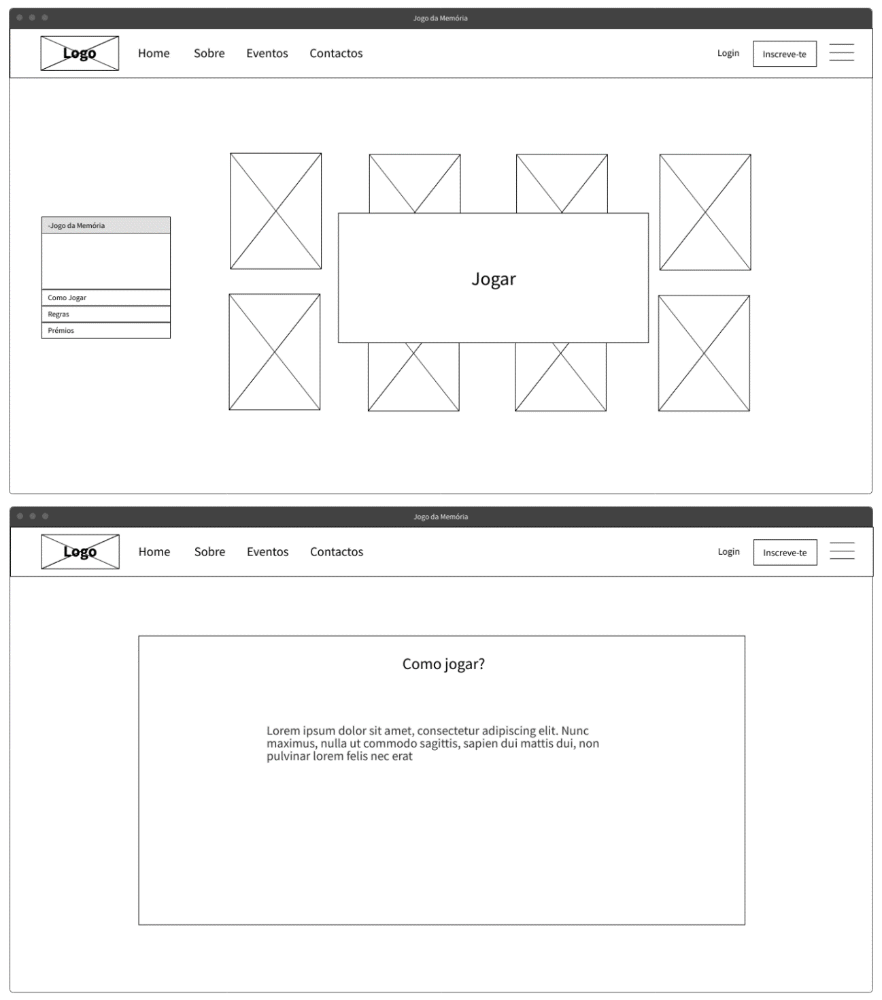 Jogo da Memória
Logo
Home
Sobre
Eventos
Contactos
Login
Inscreve-te
-Jogo da Memória
Como Jogar
Regras
Prémios
Jogar
Jogo da Memória
Logo
Home
Sobre
Eventos
Contactos
Login
Inscreve-te
Como jogar?
Lorem ipsum dolor sit amet, consectetur adipiscing elit. Nunc
maximus, nulla ut commodo sagittis, sapien dui mattis dui, non
pulvinar lorem felis nec erat